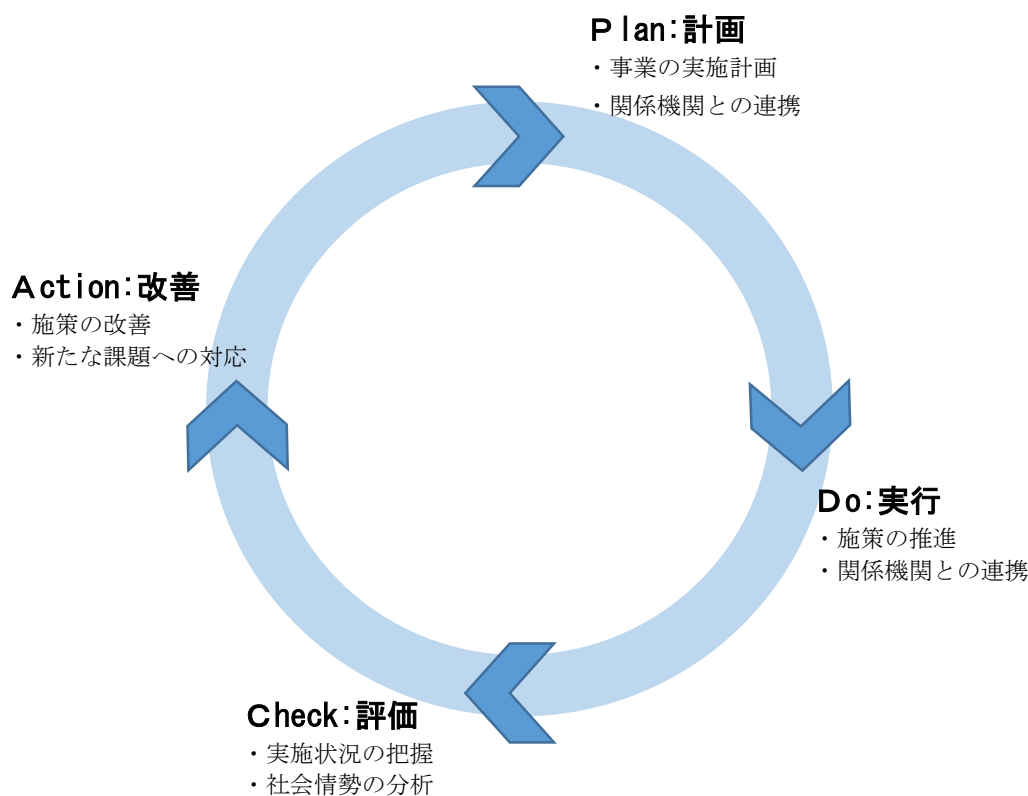 Plan:計画
・事業の実施計画
・関係機関との連携
Action:改善
・施策の改善
・新たな課題への対応
Do:実行
・施策の推進
・関係機関との連携
Check:評価
・実施状況の把握
・社会情勢の分析